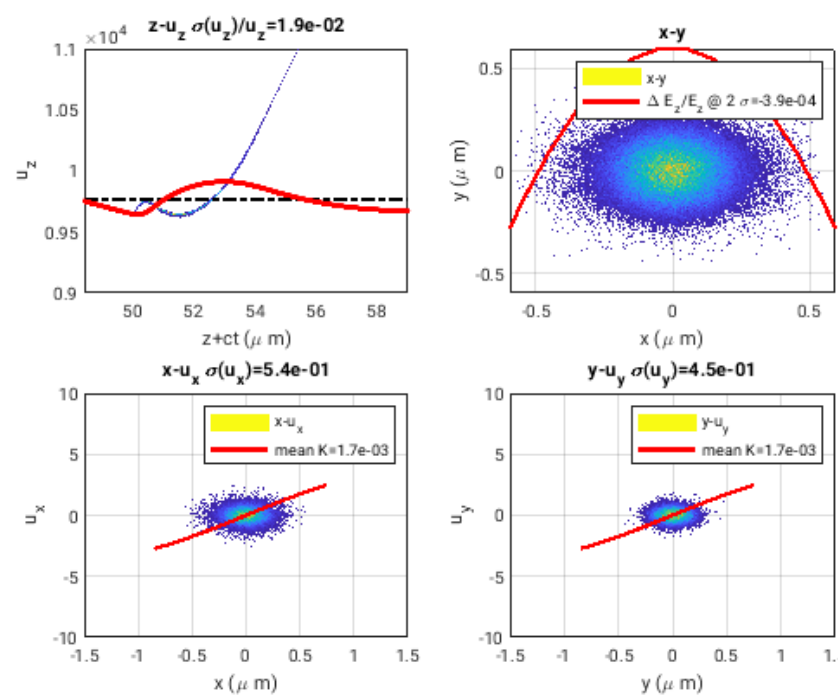 z-u_z σ(u_z)/u_z=1.9e-02
×10^4
1.1
1.05
1
0.95
0.9
u_z
50 52 54 56 58
z+ct (μ m)
x-y
x-y
Δ E_z/E_z @ 2 σ=-3.9e-04
0.5
0
-0.5
y (μ m)
-0.5 0 0.5
x (μ m)
x-u_x σ(u_x)=5.4e-01
x-u_x
mean K=1.7e-03
10
5
0
-5
-10
u_x
-1.5 -1 -0.5 0 0.5 1 1.5
x (μ m)
y-u_y σ(u_y)=4.5e-01
y-u_y
mean K=1.7e-03
10
5
0
-5
-10
u_y
-1.5 -1 -0.5 0 0.5 1 1.
y (μ m)